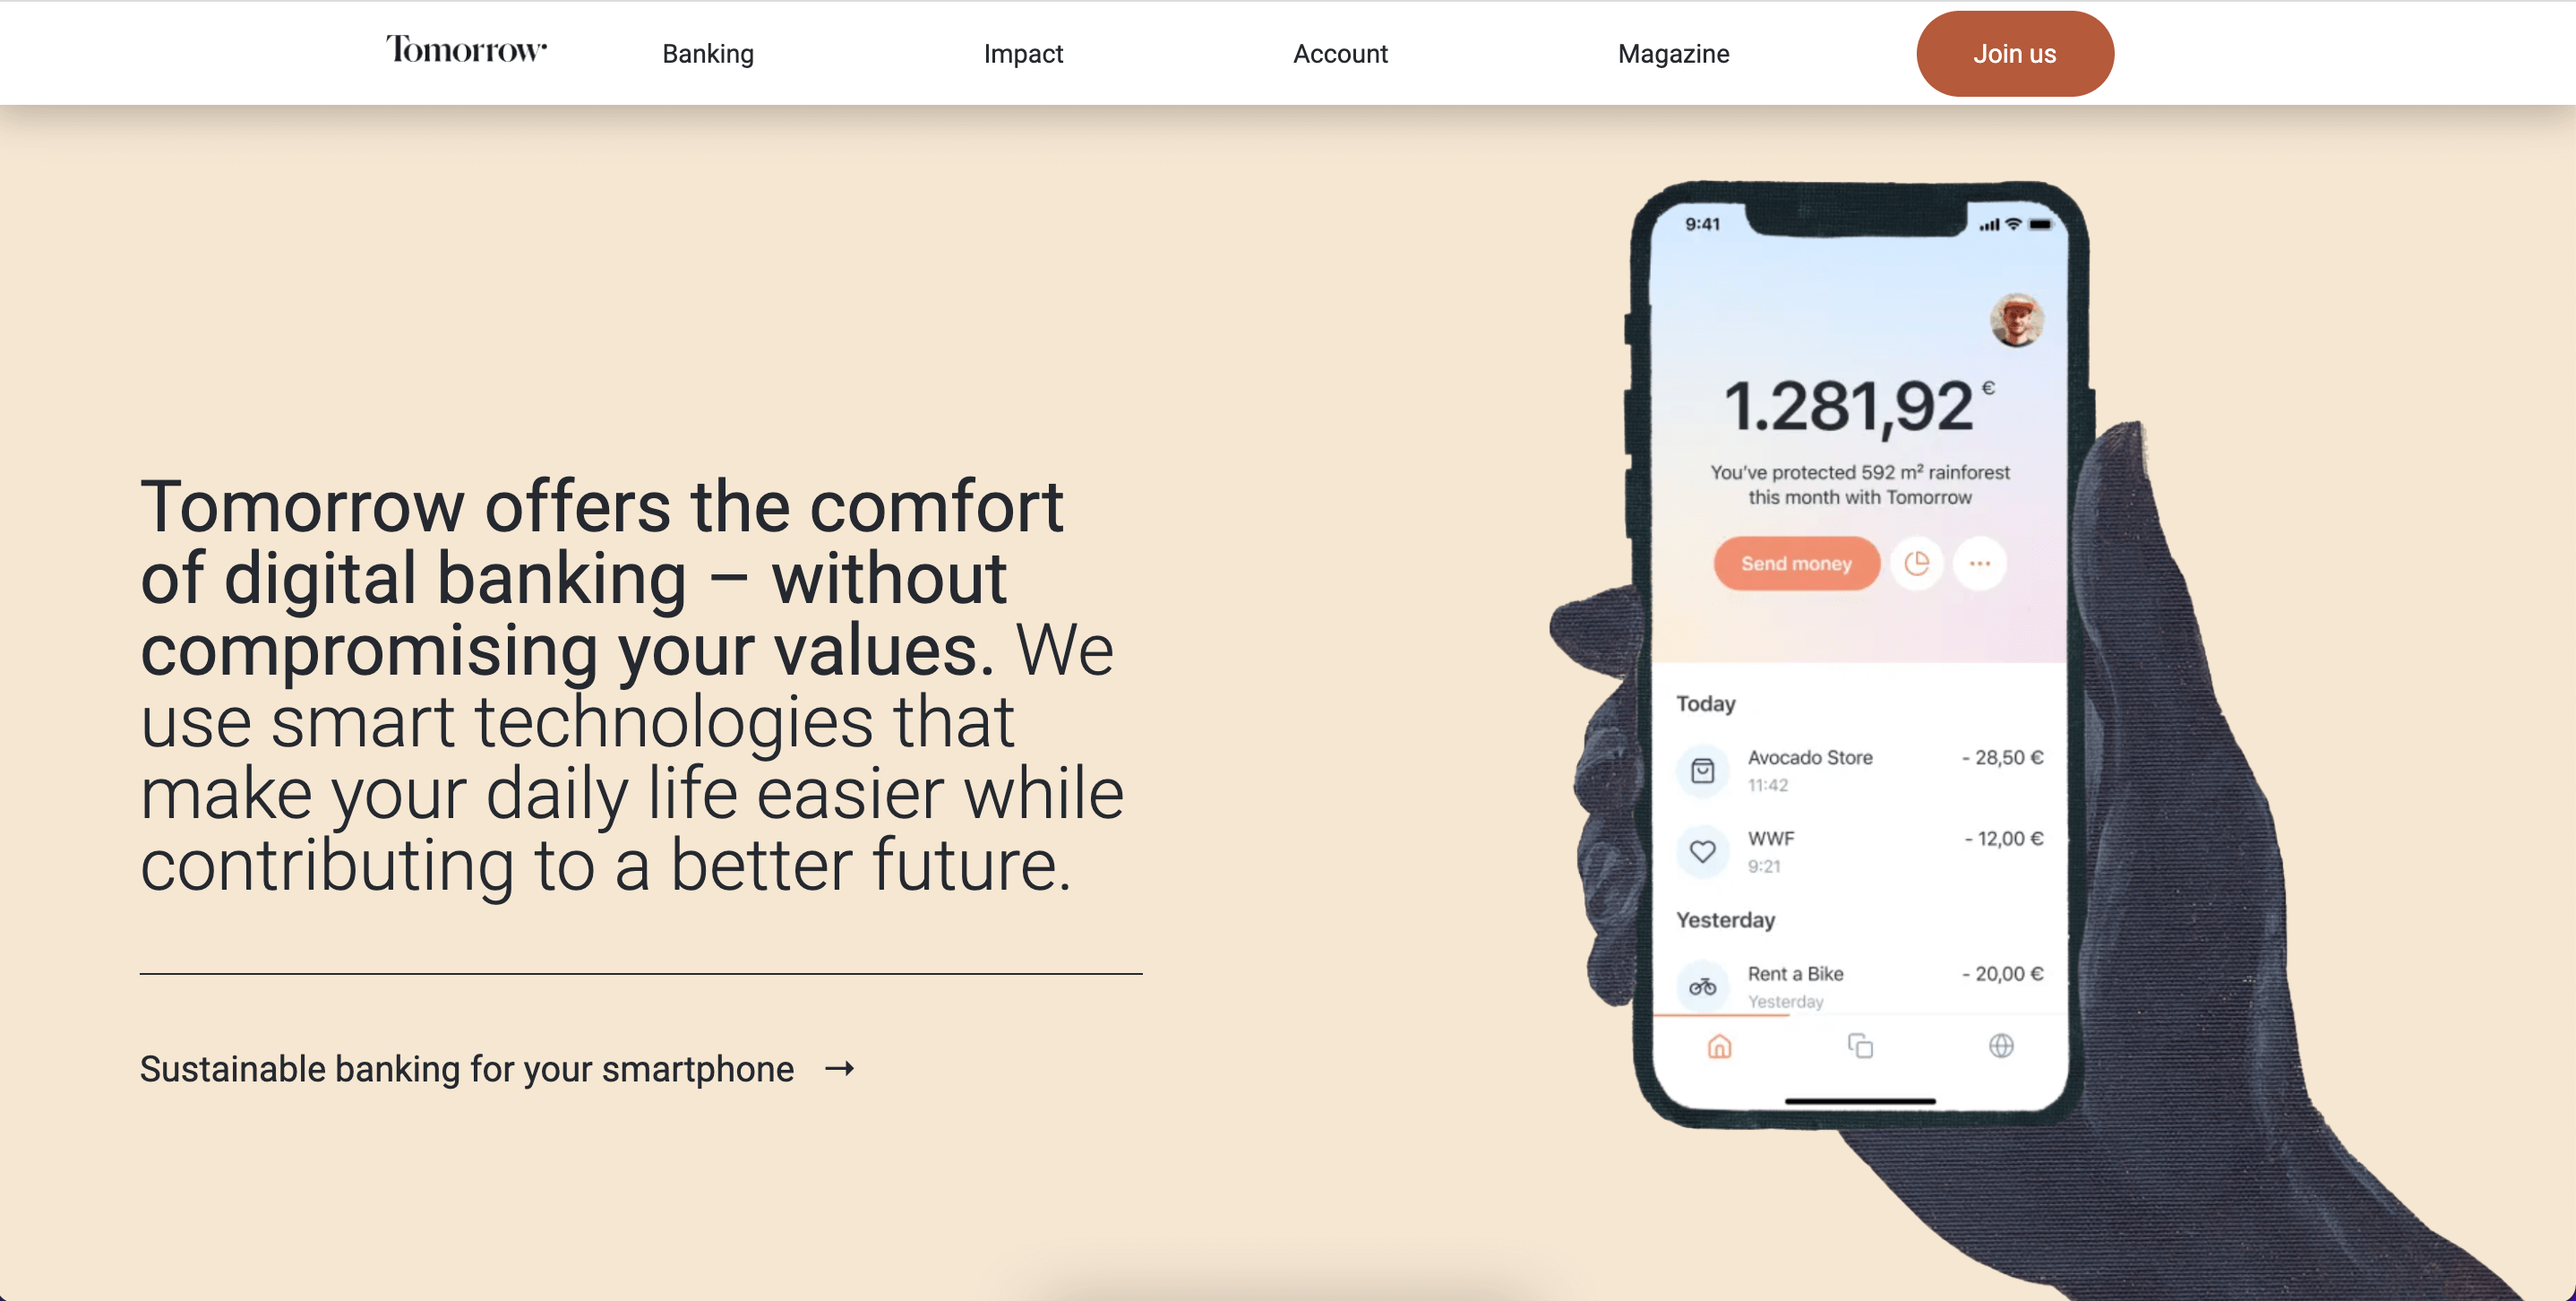 Tomorrow
Banking
Impact
Account
Magazine
Join us
Tomorrow offers the comfort
of digital banking – without
compromising your values. We
use smart technologies that
make your daily life easier while
contributing to a better future.
Sustainable banking for your smartphone →
9:41
1.281,92 €
You've protected 592 m² rainforest
this month with Tomorrow
Send money
Today
Avocado Store - 28,50 €
11:42
WWF - 12,00 €
9:21
Yesterday
Rent a Bike - 20,00 €
Yesterday